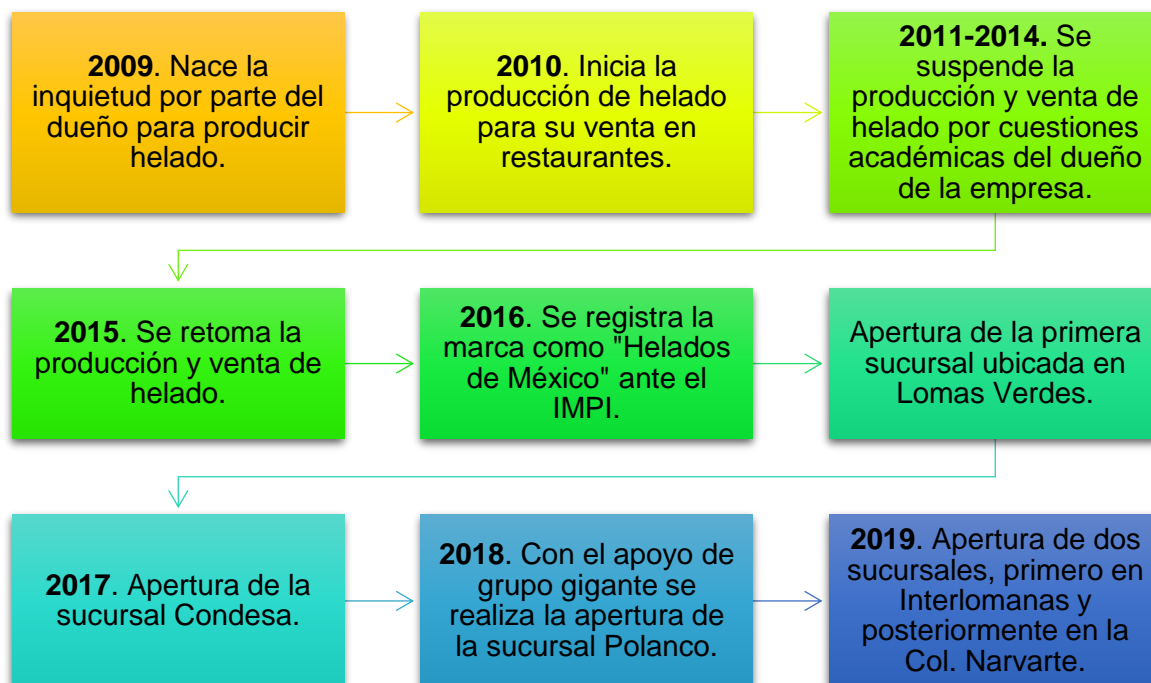 2009. Nace la
inquietud por parte del
dueño para producir
helado.
2010. Inicia la
producción de helado
para su venta en
restaurantes.
2011-2014. Se
suspende la
producción y venta de
helado por cuestiones
académicas del dueño
de la empresa.
2015. Se retoma la
producción y venta de
helado.
2016. Se registra la
marca como "Helados
de México" ante el
IMPI.
Apertura de la primera
sucursal ubicada en
Lomas Verdes.
2017. Apertura de la
sucursal Condesa.
2018. Con el apoyo de
grupo gigante se
realiza la apertura de
la sucursal Polanco.
2019. Apertura de dos
sucursales, primero en
Interlomanas y
posteriormente en la
Col. Narvarte.